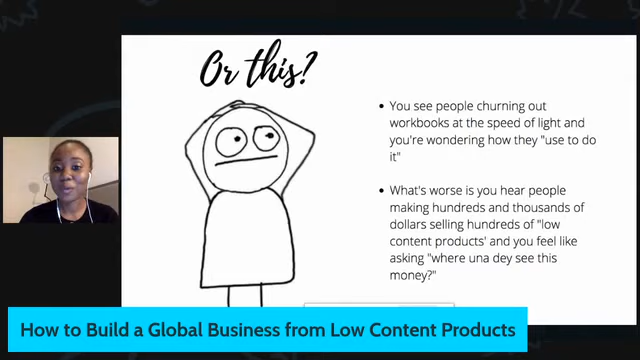 Or this?
• You see people churning out
workbooks at the speed of light and
you're wondering how they "use to do
it"
• What's worse is you hear people
making hundreds and thousands of
dollars selling hundreds of "low
content products' and you feel like
asking "where una dey see this
money?"
How to Build a Global Business from Low Content Products